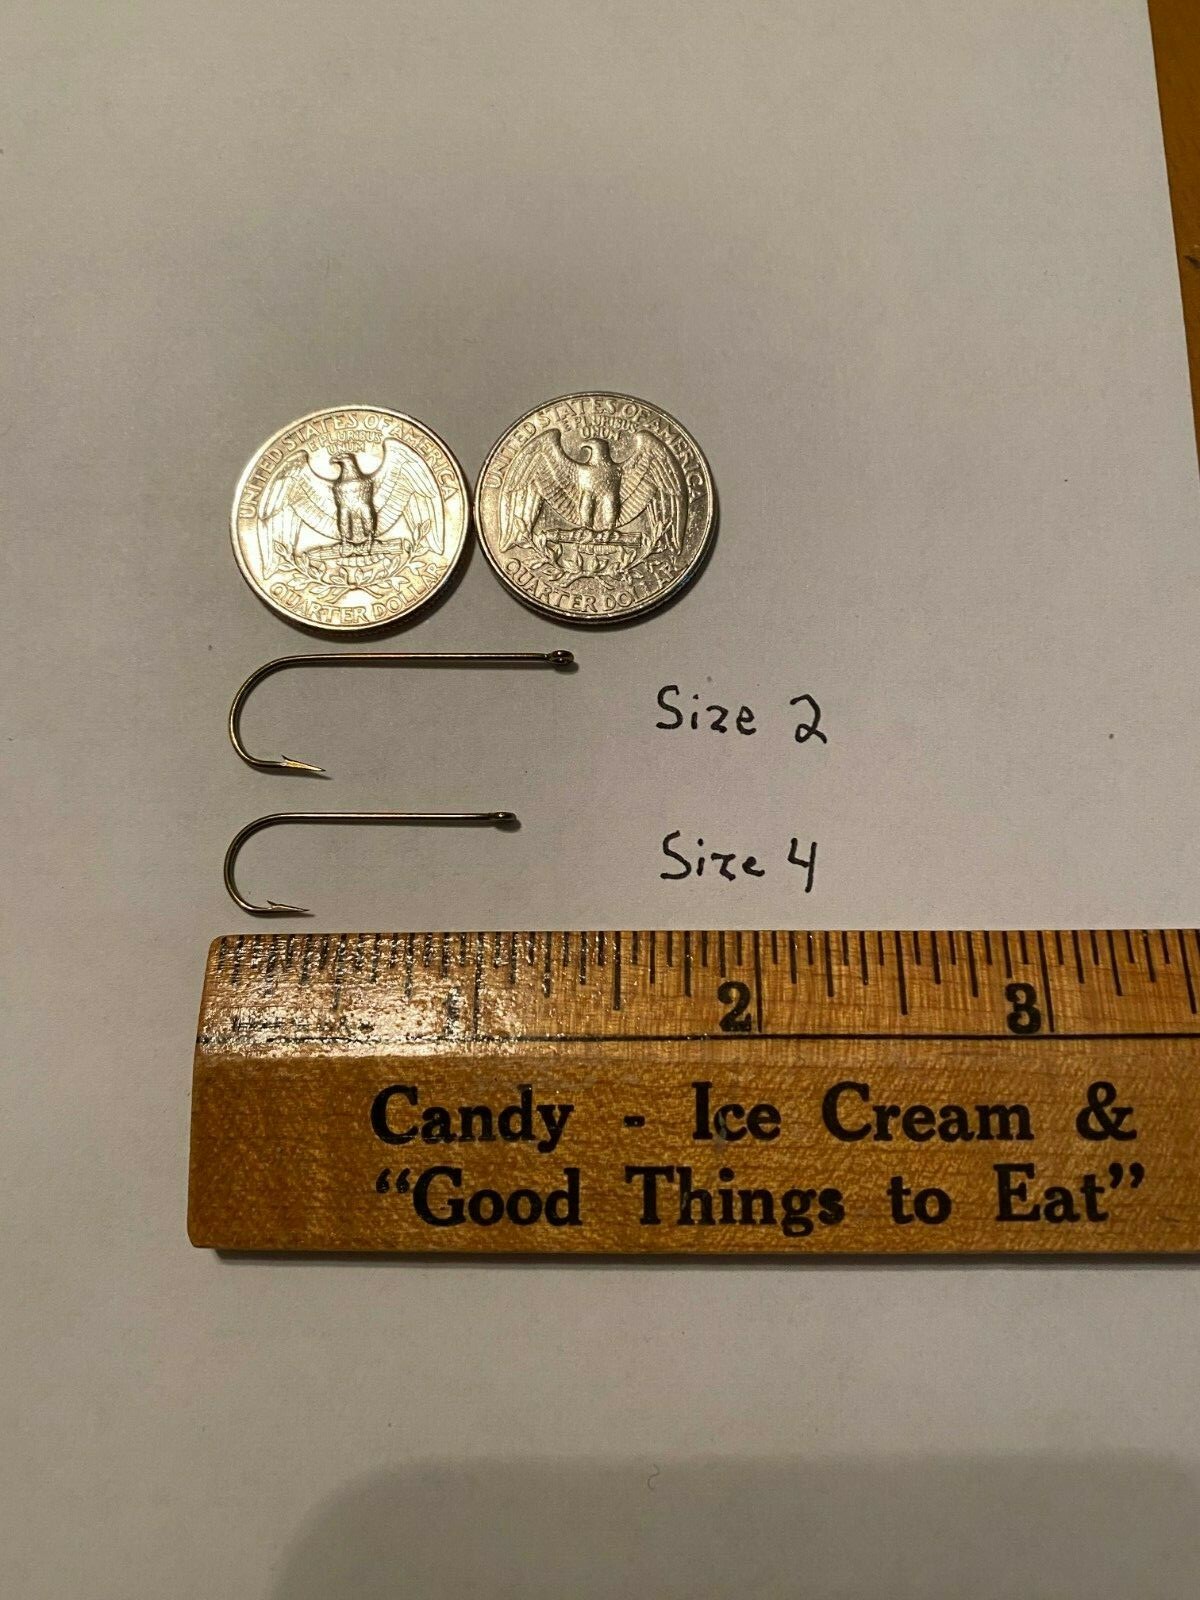 UNITED STATES OF AMERICA
E PLURIBUS
UNUM
QUARTER DOLLAR
UNITED STATES OF AMERICA
E PLURIBUS
UNUM
QUARTER DOLLAR
Size 2
Size 4
1 2 3
Candy - Ice Cream &
“Good Things to Eat”